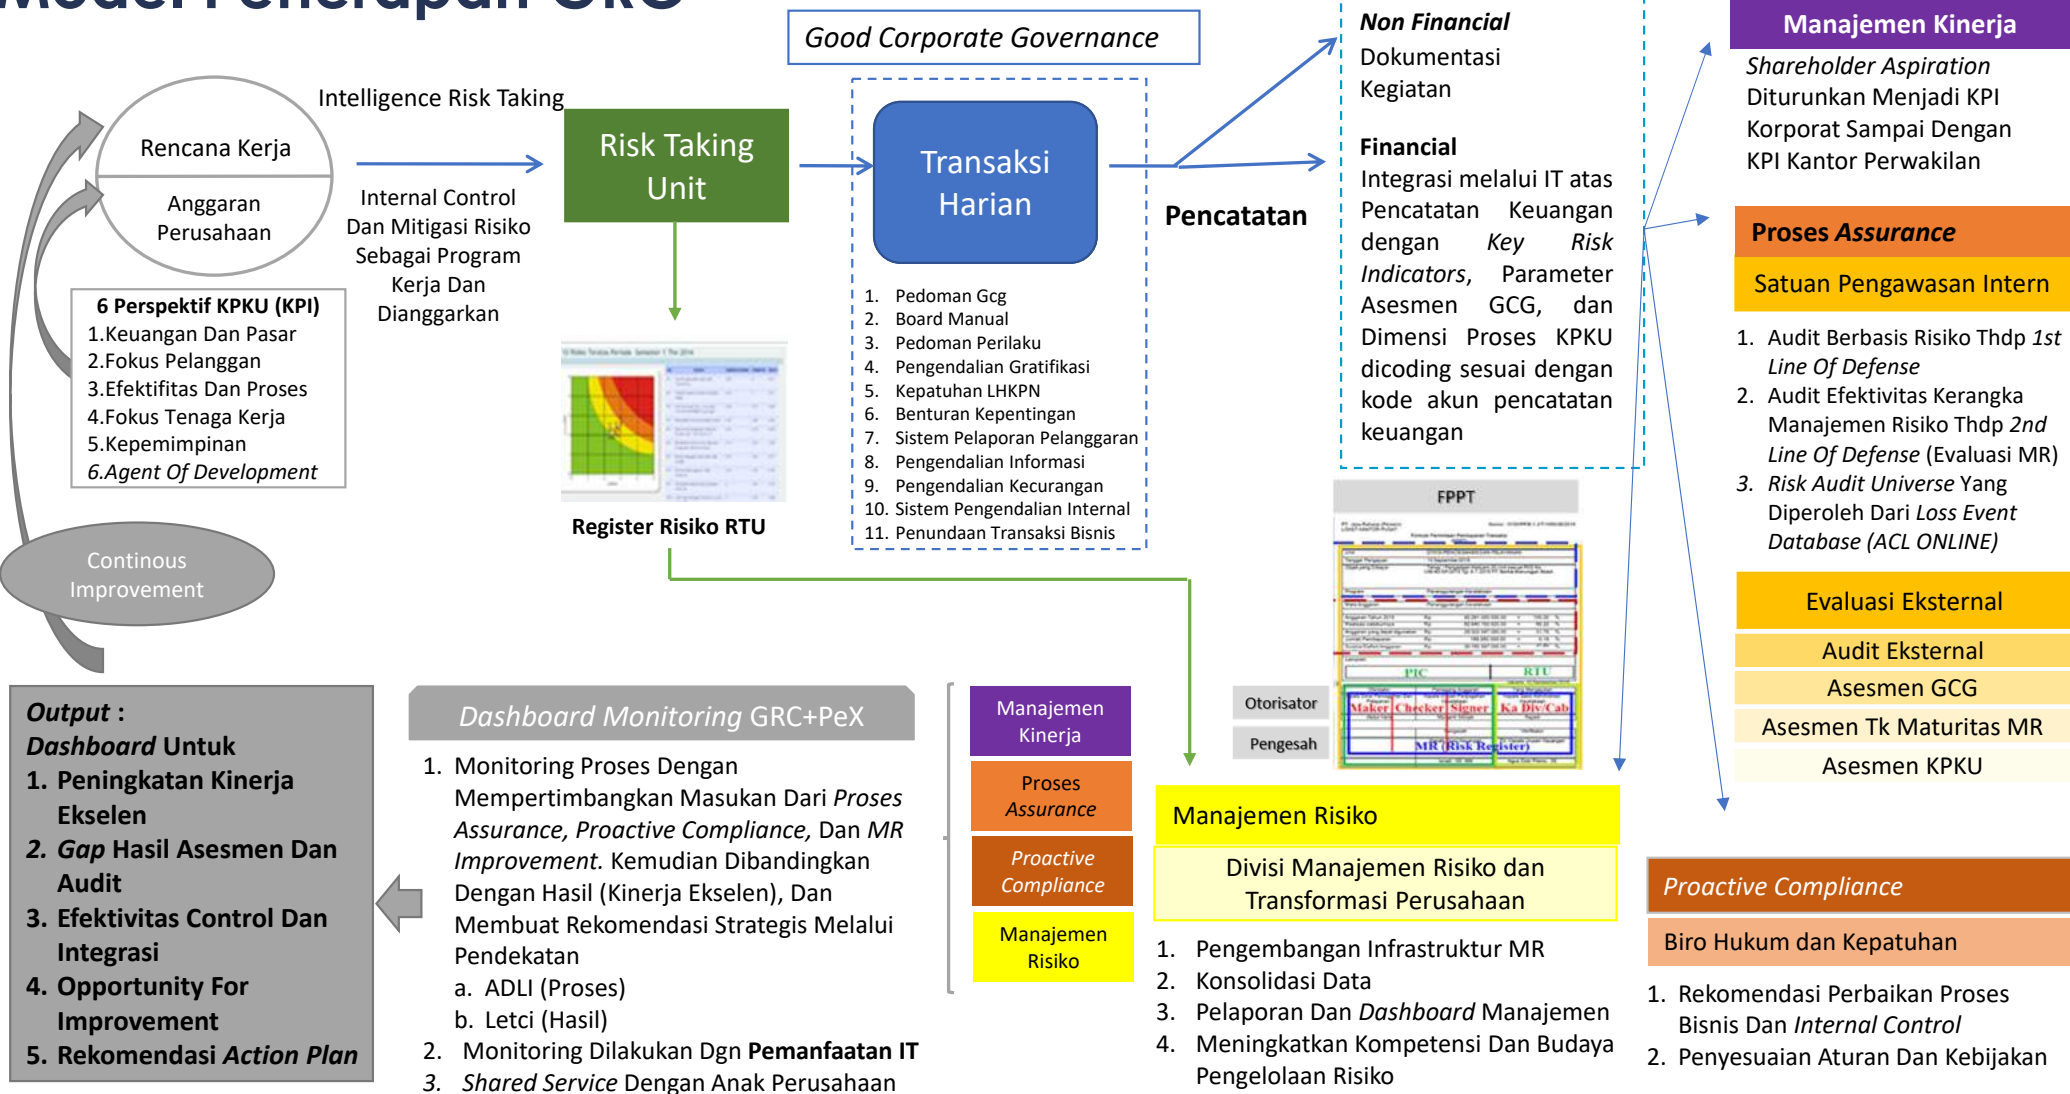 Model Penerapan GRC
Good Corporate Governance
Rencana Kerja
Anggaran
Perusahaan
Intelligence Risk Taking
Internal Control
Dan Mitigasi Risiko
Sebagai Program
Kerja Dan
Dianggarkan
Risk Taking
Unit
Transaksi
Harian
Pencatatan
Non Financial
Dokumentasi
Kegiatan
Financial
Integrasi melalui IT atas
Pencatatan Keuangan
dengan Key Risk
Indicators, Parameter
Asesmen GCG, dan
Dimensi Proses KPKU
dicoding sesuai dengan
kode akun pencatatan
keuangan
Manajemen Kinerja
Shareholder Aspiration
Diturunkan Menjadi KPI
Korporat Sampai Dengan
KPI Kantor Perwakilan
Proses Assurance
Satuan Pengawasan Intern
1. Audit Berbasis Risiko Thdp 1st
Line Of Defense
2. Audit Efektivitas Kerangka
Manajemen Risiko Thdp 2nd
Line Of Defense (Evaluasi MR)
3. Risk Audit Universe Yang
Diperoleh Dari Loss Event
Database (ACL ONLINE)
Evaluasi Eksternal
Audit Eksternal
Asesmen GCG
Asesmen Tk Maturitas MR
Asesmen KPKU
6 Perspektif KPKU (KPI)
1.Keuangan Dan Pasar
2.Fokus Pelanggan
3.Efektifitas Dan Proses
4.Fokus Tenaga Kerja
5.Kepemimpinan
6.Agent Of Development
Continous
Improvement
Register Risiko RTU
1. Pedoman Gcg
2. Board Manual
3. Pedoman Perilaku
4. Pengendalian Gratifikasi
5. Kepatuhan LHKPN
6. Benturan Kepentingan
7. Sistem Pelaporan Pelanggaran
8. Pengendalian Informasi
9. Pengendalian Kecurangan
10. Sistem Pengendalian Internal
11. Penundaan Transaksi Bisnis
FPPT
PIC
RTU
Maker Checker Signer Ka Div/Cab
MR (Risk Register)
Otorisator
Pengesah
Output :
Dashboard Untuk
1. Peningkatan Kinerja
Ekselen
2. Gap Hasil Asesmen Dan
Audit
3. Efektivitas Control Dan
Integrasi
4. Opportunity For
Improvement
5. Rekomendasi Action Plan
Dashboard Monitoring GRC+PeX
1. Monitoring Proses Dengan
Mempertimbangkan Masukan Dari Proses
Assurance, Proactive Compliance, Dan MR
Improvement. Kemudian Dibandingkan
Dengan Hasil (Kinerja Ekselen), Dan
Membuat Rekomendasi Strategis Melalui
Pendekatan
a. ADLI (Proses)
b. Letci (Hasil)
2. Monitoring Dilakukan Dgn Pemanfaatan IT
3. Shared Service Dengan Anak Perusahaan
Manajemen
Kinerja
Proses
Assurance
Proactive
Compliance
Manajemen
Risiko
Manajemen Risiko
Divisi Manajemen Risiko dan
Transformasi Perusahaan
1. Pengembangan Infrastruktur MR
2. Konsolidasi Data
3. Pelaporan Dan Dashboard Manajemen
4. Meningkatkan Kompetensi Dan Budaya
Pengelolaan Risiko
Proactive Compliance
Biro Hukum dan Kepatuhan
1. Rekomendasi Perbaikan Proses
Bisnis Dan Internal Control
2. Penyesuaian Aturan Dan Kebijakan